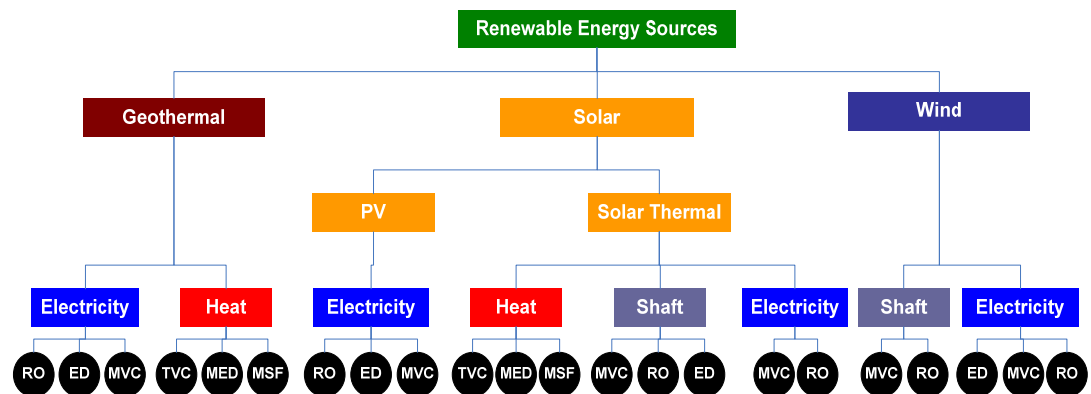 Renewable Energy Sources
Geothermal
Solar
Wind
PV
Solar Thermal
Electricity
Heat
Electricity
Heat
Shaft
Electricity
Shaft
Electricity
RO
ED
MVC
TVC
MED
MSF
RO
ED
MVC
TVC
MED
MSF
MVC
RO
ED
MVC
RO
MVC
RO
ED
MVC
RO